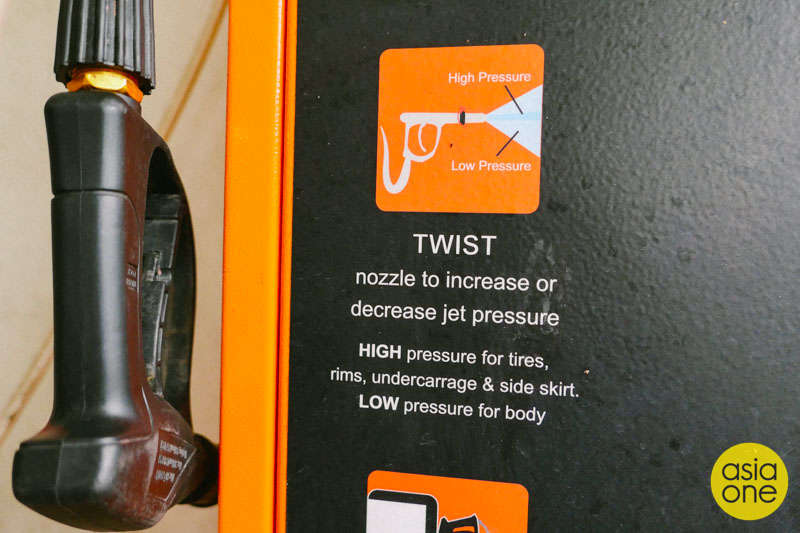 High Pressure
Low Pressure
TWIST
nozzle to increase or
decrease jet pressure
HIGH pressure for tires,
rims, undercarrage & side skirt.
LOW pressure for body
asia
one